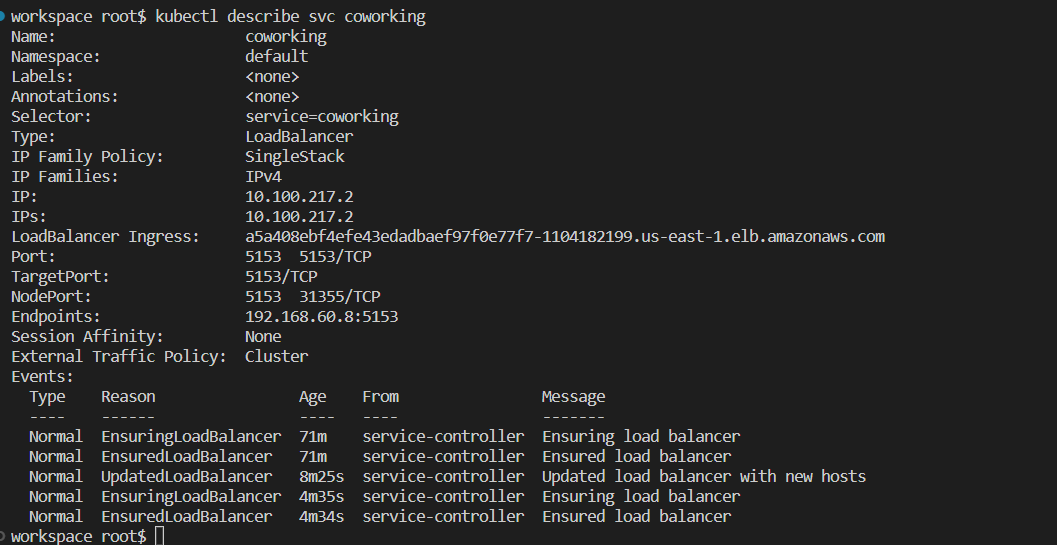 workspace root$ kubectl describe svc coworking
Name:                     coworking
Namespace:                default
Labels:                   <none>
Annotations:              <none>
Selector:                 service=coworking
Type:                     LoadBalancer
IP Family Policy:         SingleStack
IP Families:              IPv4
IP:                       10.100.217.2
IPs:                      10.100.217.2
LoadBalancer Ingress:     a5a408ebf4efe43edadbaef97f0e77f7-1104182199.us-east-1.elb.amazonaws.com
Port:                     5153  5153/TCP
TargetPort:               5153/TCP
NodePort:                 5153  31355/TCP
Endpoints:                192.168.60.8:5153
Session Affinity:         None
External Traffic Policy:  Cluster
Events:
  Type    Reason                Age    From                Message
  ----    ------                ----   ----                -------
  Normal  EnsuringLoadBalancer  71m    service-controller  Ensuring load balancer
  Normal  EnsuredLoadBalancer   71m    service-controller  Ensured load balancer
  Normal  UpdatedLoadBalancer   8m25s  service-controller  Updated load balancer with new hosts
  Normal  EnsuringLoadBalancer  4m35s  service-controller  Ensuring load balancer
  Normal  EnsuredLoadBalancer   4m34s  service-controller  Ensured load balancer
workspace root$